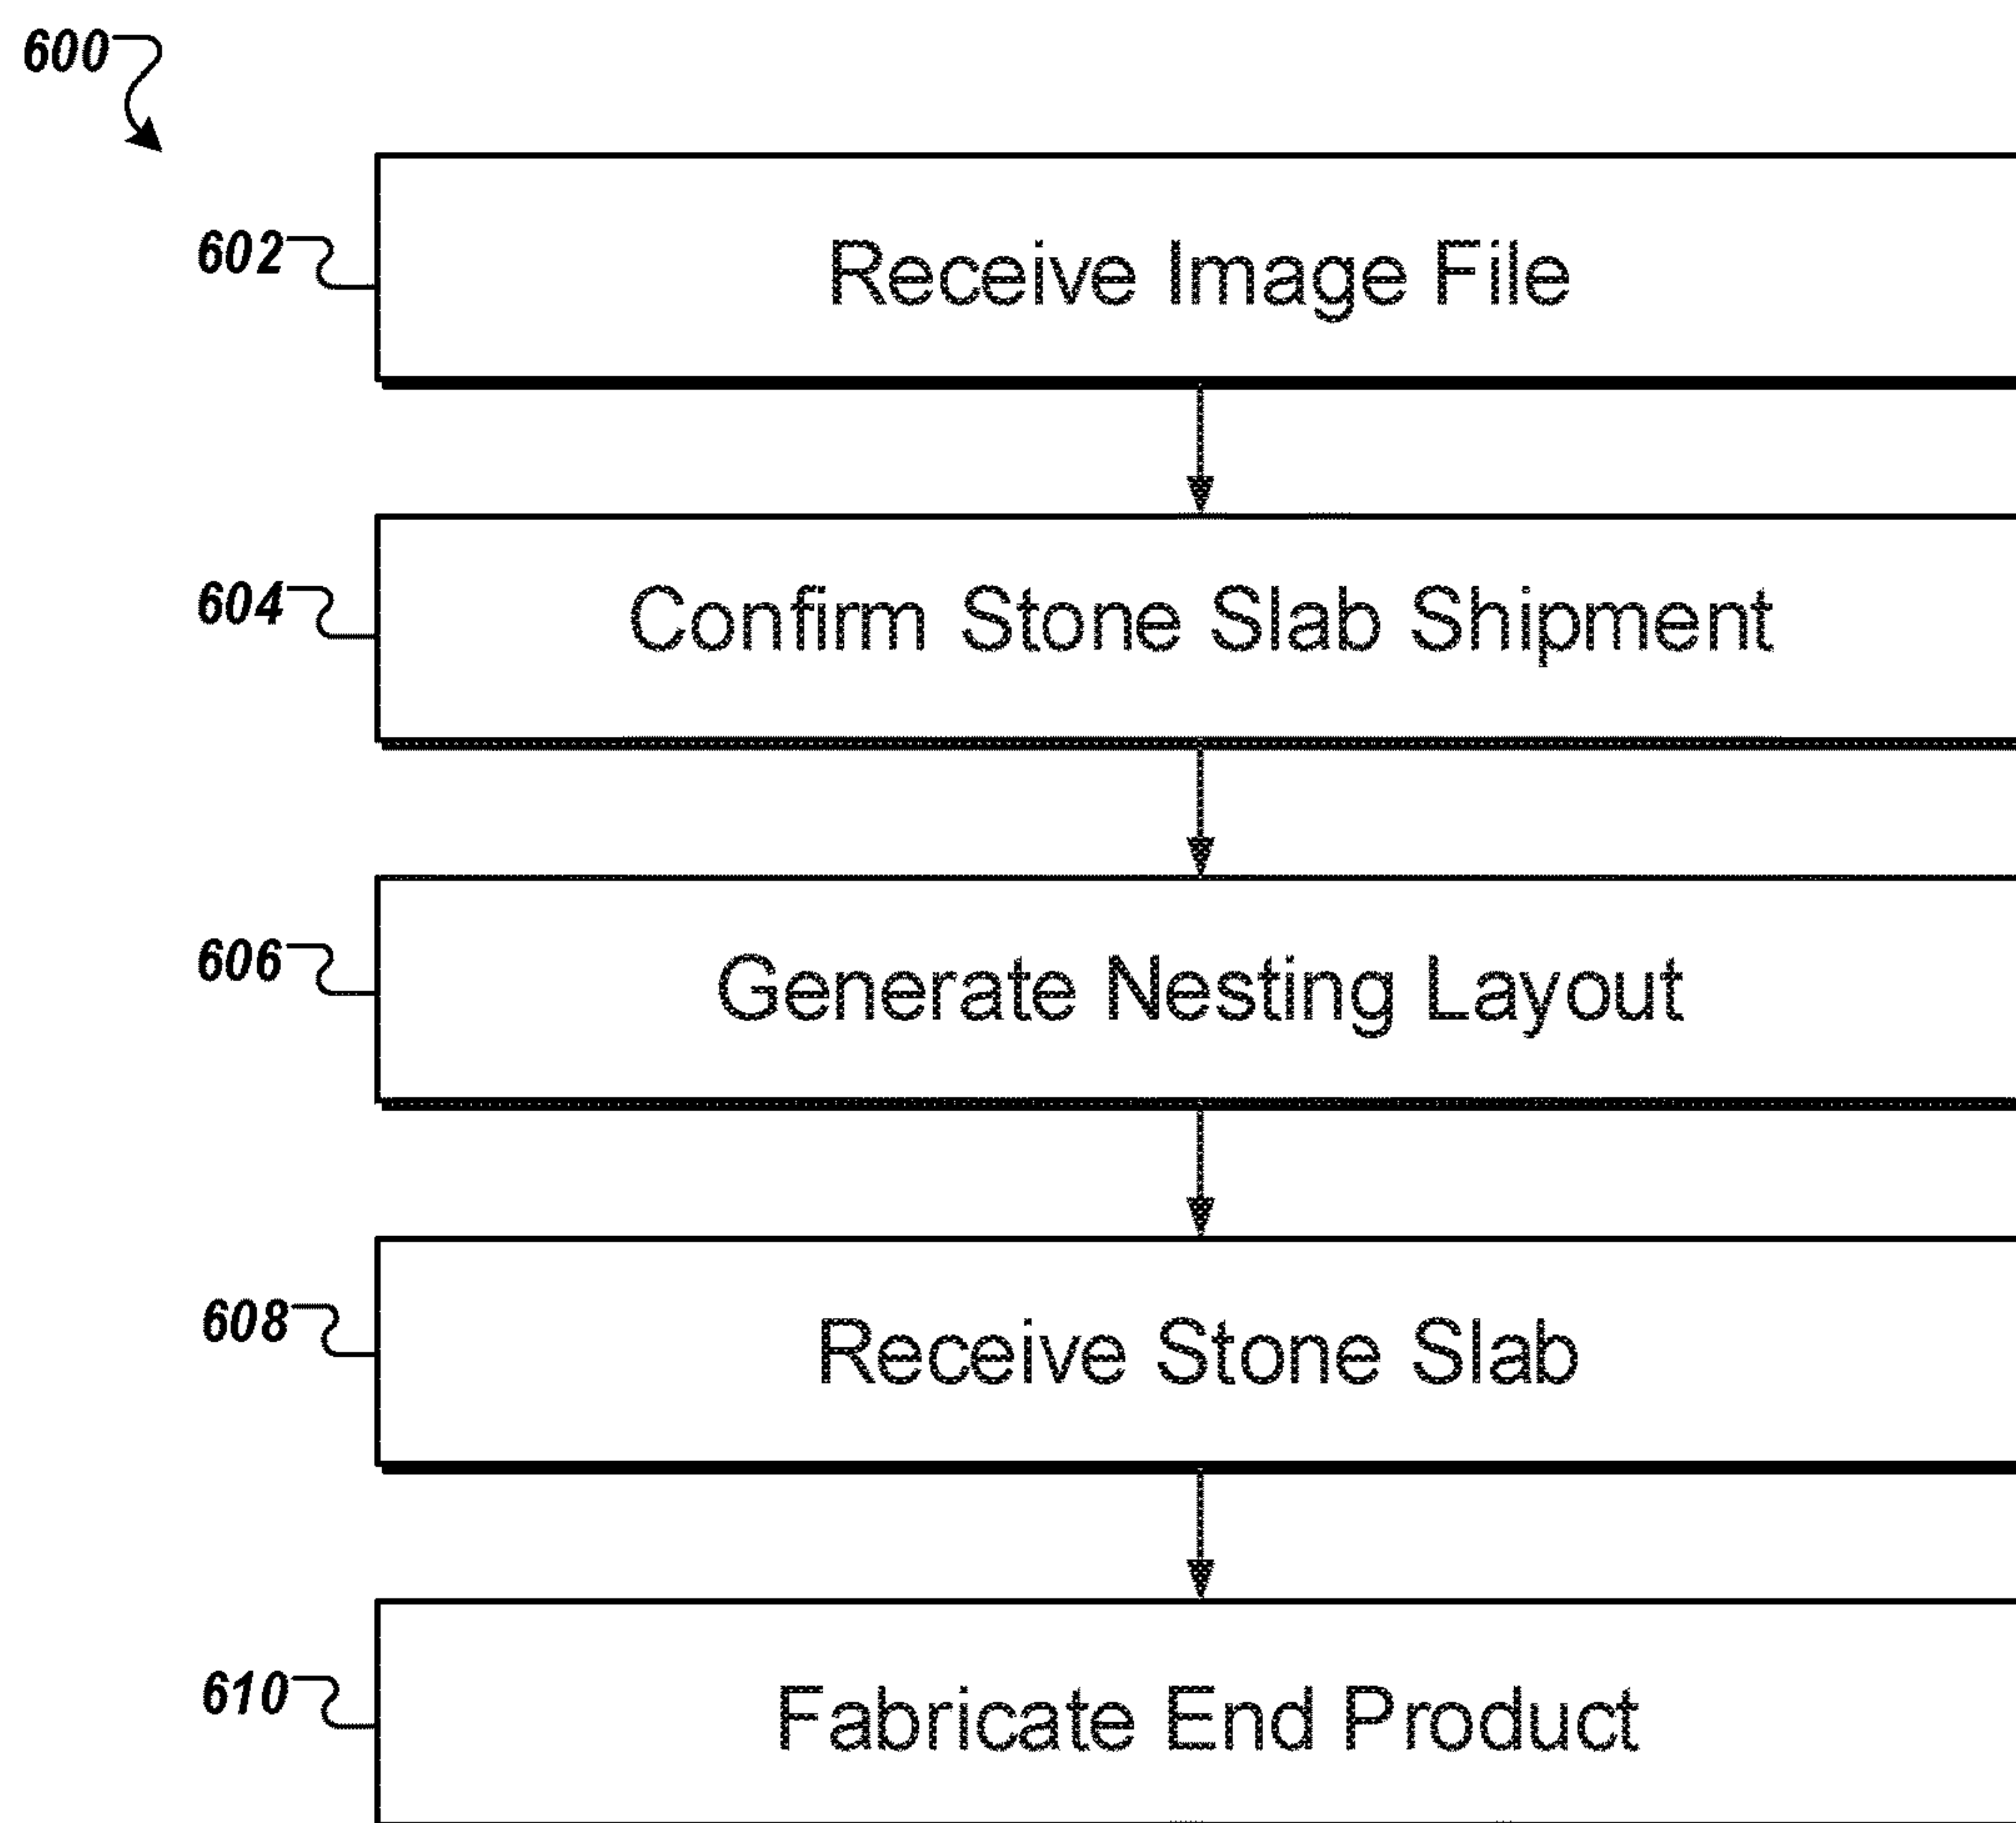 600
602 Receive Image File
604 Confirm Stone Slab Shipment
606 Generate Nesting Layout
608 Receive Stone Slab
610 Fabricate End Product